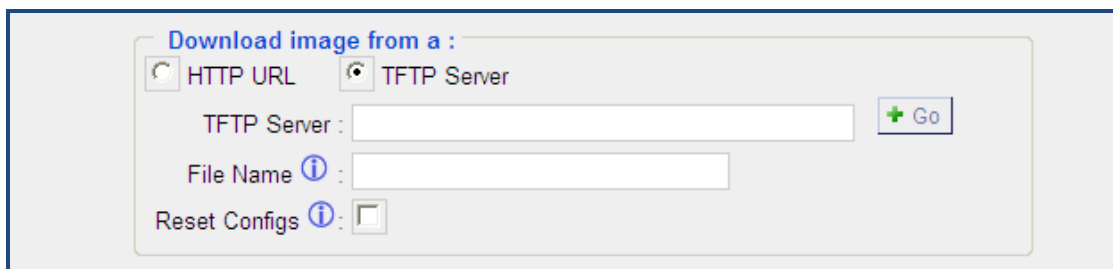 Download image from a :
HTTP URL TFTP Server
TFTP Server : Go
File Name :
Reset Configs :